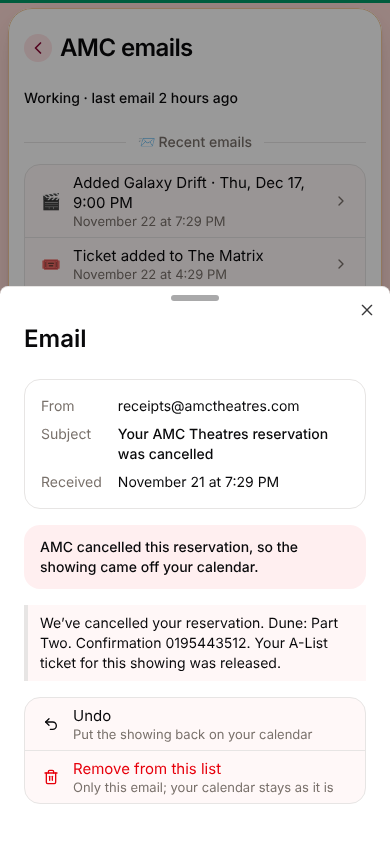 AMC emails
Working · last email 2 hours ago
Recent emails
Added Galaxy Drift · Thu, Dec 17,
9:00 PM
November 22 at 7:29 PM
Ticket added to The Matrix
November 22 at 4:29 PM
Email
From receipts@amctheatres.com
Subject Your AMC Theatres reservation
was cancelled
Received November 21 at 7:29 PM
AMC cancelled this reservation, so the
showing came off your calendar.
We’ve cancelled your reservation. Dune: Part
Two. Confirmation 0195443512. Your A-List
ticket for this showing was released.
Undo
Put the showing back on your calendar
Remove from this list
Only this email; your calendar stays as it is